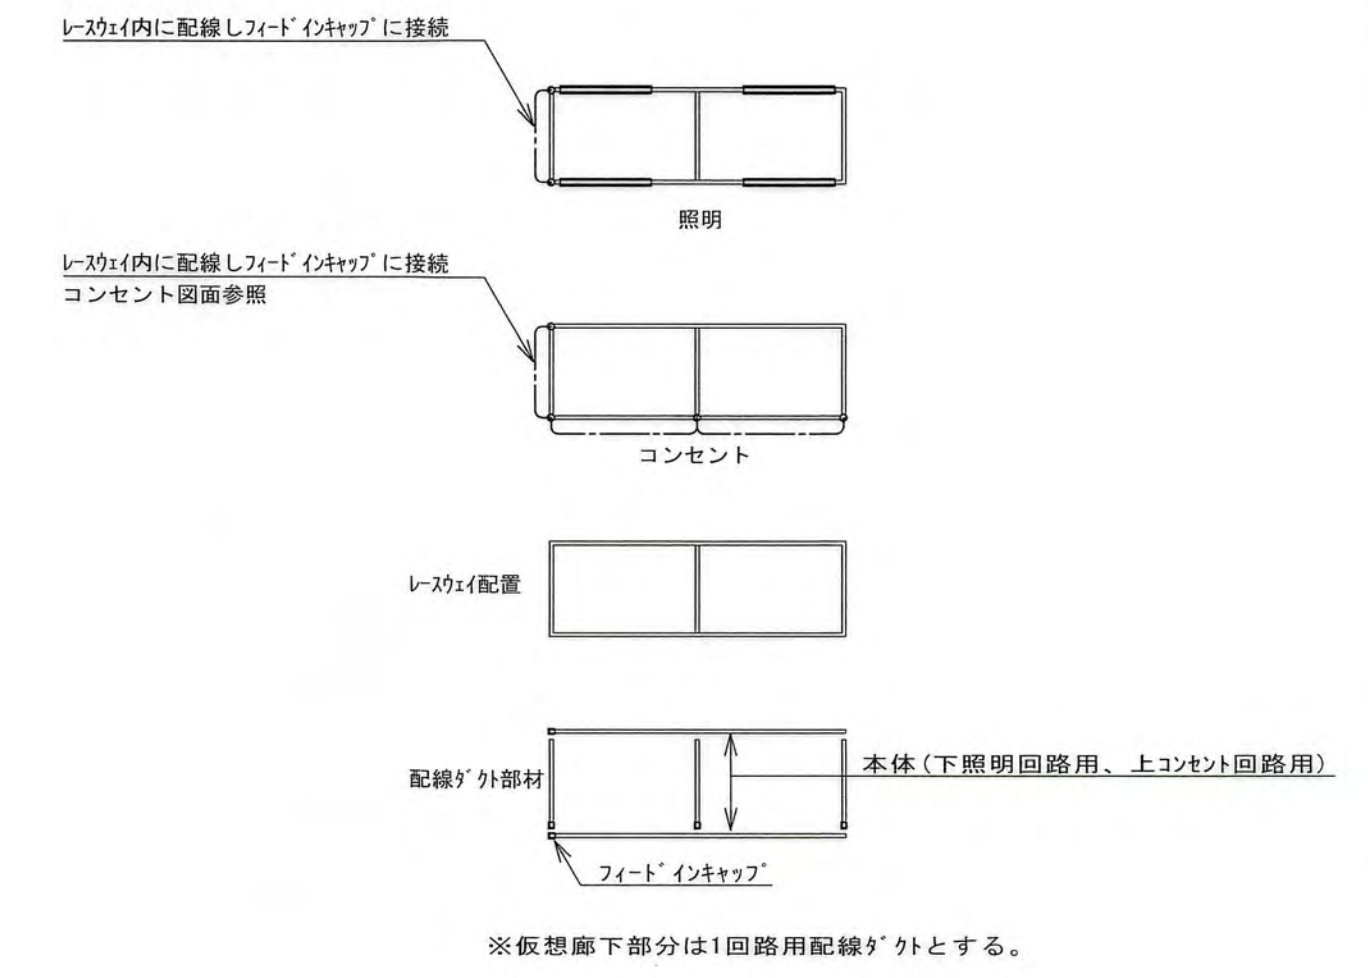 ﾚｰｽｳｪｲ内に配線しﾌｨｰﾄﾞｲﾝｷｬｯﾌﾟに接続
照明
ﾚｰｽｳｪｲ内に配線しﾌｨｰﾄﾞｲﾝｷｬｯﾌﾟに接続
コンセント図面参照
コンセント
ﾚｰｽｳｪｲ配置
配線ﾀﾞｸﾄ部材
本体(下照明回路用、上ｺﾝｾﾝﾄ回路用)
ﾌｨｰﾄﾞｲﾝｷｬｯﾌﾟ
※仮想廊下部分は1回路用配線ﾀﾞｸﾄとする。